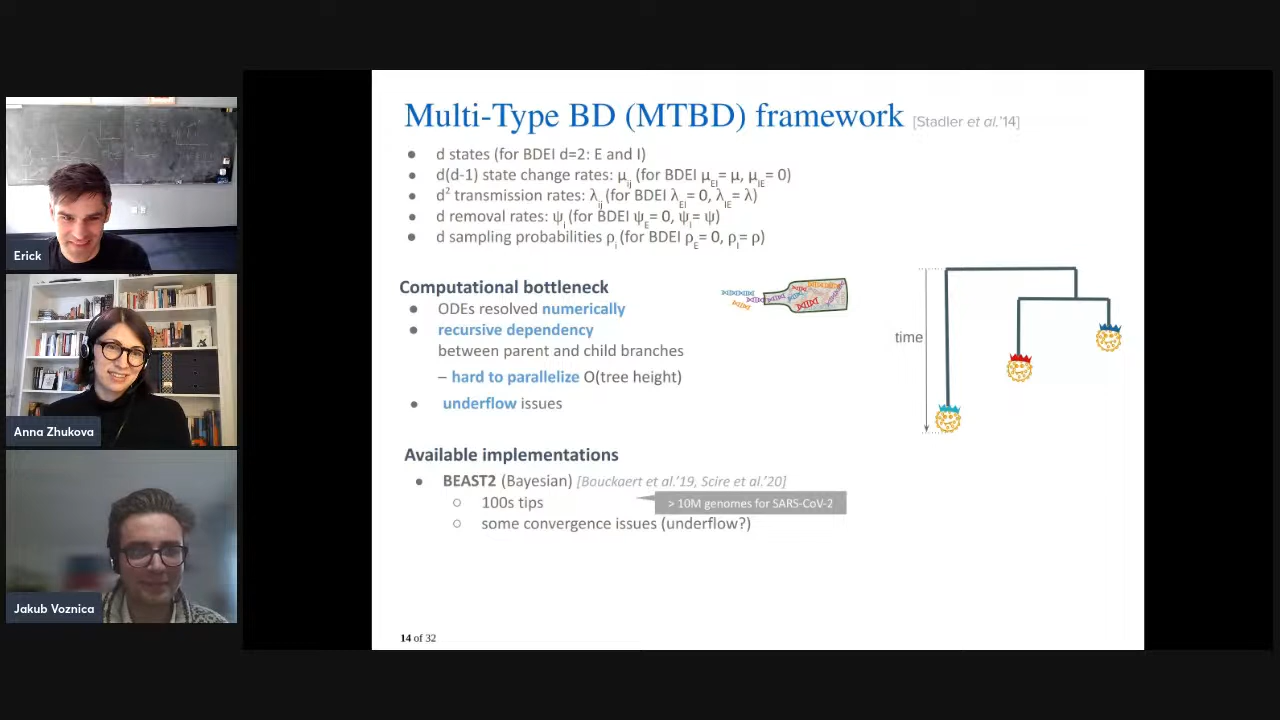 Multi-Type BD (MTBD) framework [Stadler et al.'14]
● d states (for BDEI d=2: E and I)
● d(d-1) state change rates: μij (for BDEI μEI= μ, μIE= 0)
● d² transmission rates: λij (for BDEI λEI= 0, λIE= λ)
● d removal rates: ψi (for BDEI ψE= 0, ψI= ψ)
● d sampling probabilities ρi (for BDEI ρE= 0, ρI= ρ)
Computational bottleneck
● ODEs resolved numerically
● recursive dependency
between parent and child branches
– hard to parallelize O(tree height)
● underflow issues
time
Available implementations
● BEAST2 (Bayesian) [Bouckaert et al.'19, Scire et al.'20]
○ 100s tips
> 10M genomes for SARS-CoV-2
○ some convergence issues (underflow?)
14 of 32
Erick
Anna Zhukova
Jakub Voznica